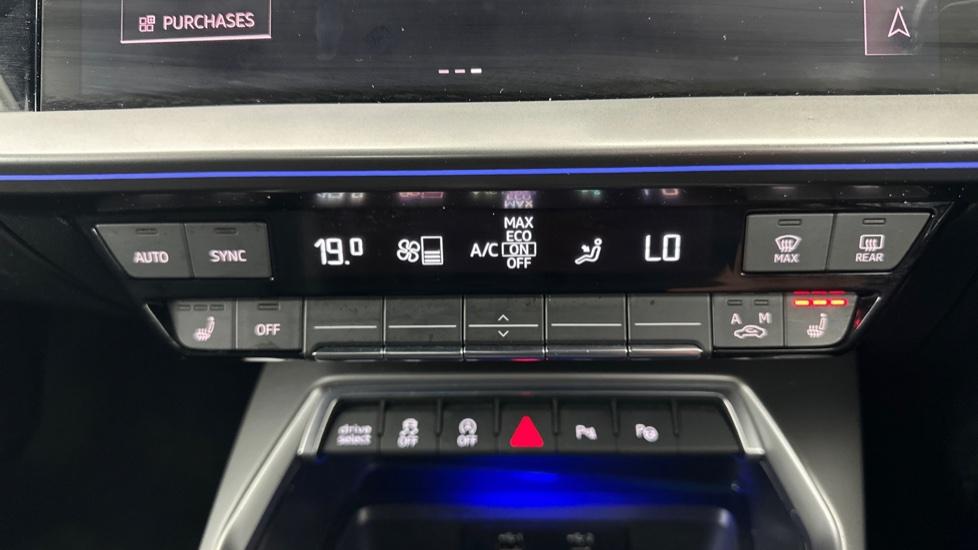 PURCHASES
MAX
ECO
AUTO SYNC 19.0 A/C ON LO MAX REAR
OFF
OFF A M
drive select OFF OFF